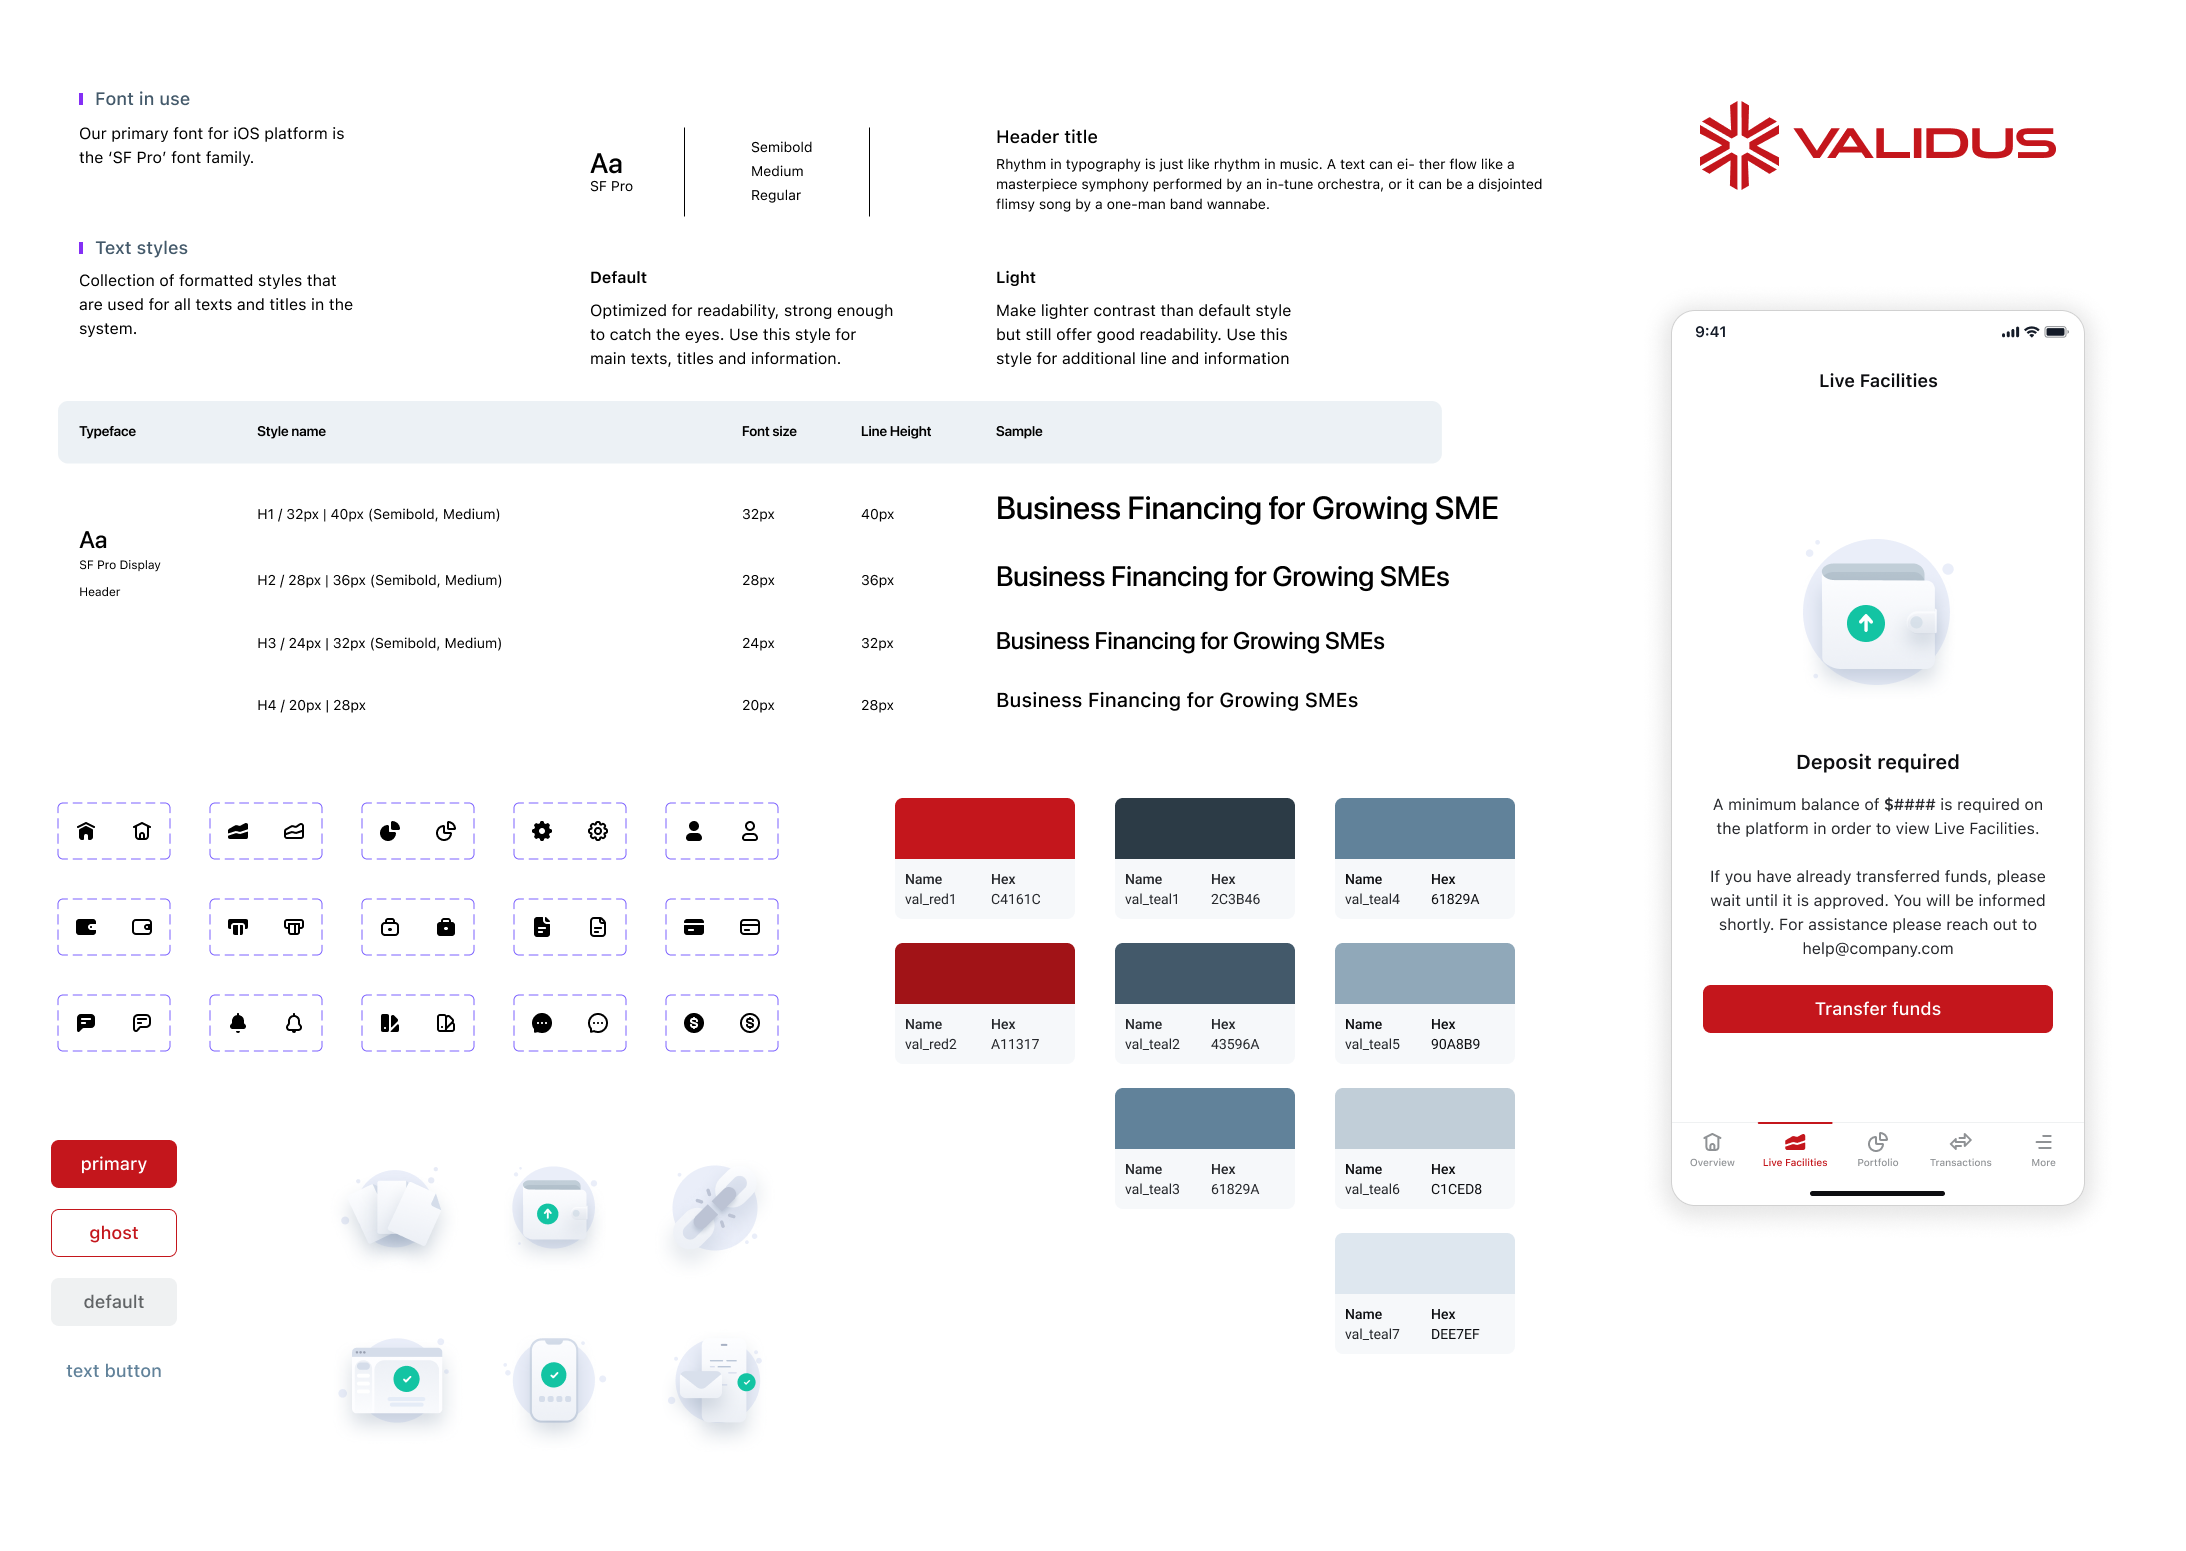 Font in use
Our primary font for iOS platform is
the ‘SF Pro’ font family.
Aa
SF Pro
Semibold
Medium
Regular
Header title
Rhythm in typography is just like rhythm in music. A text can ei- ther flow like a
masterpiece symphony performed by an in-tune orchestra, or it can be a disjointed
flimsy song by a one-man band wannabe.
VALIDUS
Text styles
Collection of formatted styles that
are used for all texts and titles in the
system.
Default
Optimized for readability, strong enough
to catch the eyes. Use this style for
main texts, titles and information.
Light
Make lighter contrast than default style
but still offer good readability. Use this
style for additional line and information
Typeface Style name Font size Line Height Sample
Aa
SF Pro Display
Header
H1 / 32px | 40px (Semibold, Medium) 32px 40px Business Financing for Growing SME
H2 / 28px | 36px (Semibold, Medium) 28px 36px Business Financing for Growing SMEs
H3 / 24px | 32px (Semibold, Medium) 24px 32px Business Financing for Growing SMEs
H4 / 20px | 28px 20px 28px Business Financing for Growing SMEs
Name Hex
val_red1 C4161C
Name Hex
val_teal1 2C3B46
Name Hex
val_teal4 61829A
Name Hex
val_red2 A11317
Name Hex
val_teal2 43596A
Name Hex
val_teal5 90A8B9
Name Hex
val_teal3 61829A
Name Hex
val_teal6 C1CED8
Name Hex
val_teal7 DEE7EF
primary
ghost
default
text button
9:41
Live Facilities
Deposit required
A minimum balance of $#### is required on
the platform in order to view Live Facilities.
If you have already transferred funds, please
wait until it is approved. You will be informed
shortly. For assistance please reach out to
help@company.com
Transfer funds
Overview Live Facilities Portfolio Transactions More